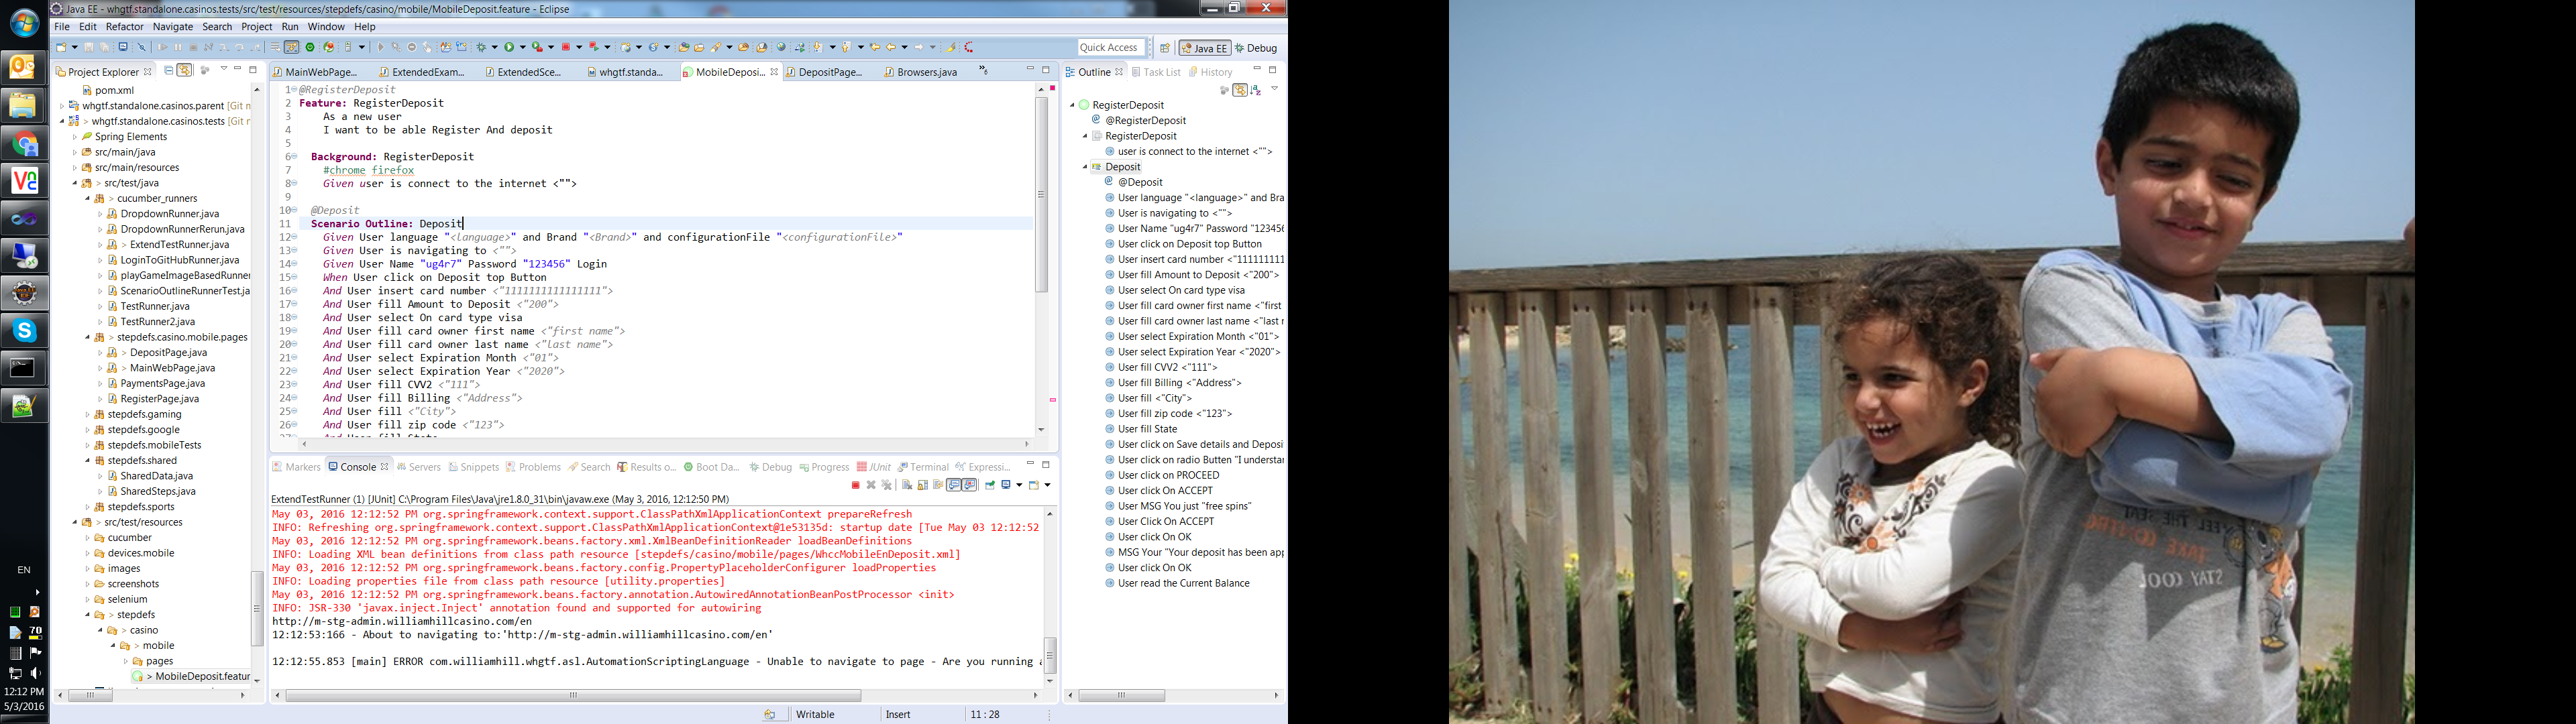 Java EE - whgtf.standalone.casinos.tests/src/test/resources/stepdefs/casino/mobile/MobileDeposit.feature - Eclipse
File Edit Refactor Navigate Search Project Run Window Help
Quick Access
Java EE
Debug
Project Explorer
pom.xml
whgtf.standalone.casinos.parent [Git r
> whgtf.standalone.casinos.tests [Git r
Spring Elements
src/main/java
src/main/resources
> src/test/java
> cucumber_runners
DropdownRunner.java
DropdownRunnerRerun.java
> ExtendTestRunner.java
LoginToGitHubRunner.java
playGameImageBasedRunner
ScenarioOutlineRunnerTest.ja
TestRunner.java
TestRunner2.java
> stepdefs.casino.mobile.pages
> DepositPage.java
> MainWebPage.java
PaymentsPage.java
RegisterPage.java
stepdefs.gaming
stepdefs.google
stepdefs.mobileTests
stepdefs.shared
SharedData.java
SharedSteps.java
stepdefs.sports
> src/test/resources
cucumber
devices.mobile
images
screenshots
selenium
> stepdefs
> casino
> mobile
> pages
> MobileDeposit.featur
MainWebPage...
ExtendedExam...
ExtendedSce...
whgtf.standa...
MobileDeposi...
DepositPage...
Browsers.java
1 @RegisterDeposit
2 Feature: RegisterDeposit
3 As a new user
4 I want to be able Register And deposit
5
6 Background: RegisterDeposit
7 #chrome firefox
8 Given user is connect to the internet <"">
9
10 @Deposit
11 Scenario Outline: Deposit
12 Given User language "<language>" and Brand "<Brand>" and configurationFile "<configurationFile>"
13 Given User is navigating to <"">
14 Given User Name "ug4r7" Password "123456" Login
15 When User click on Deposit top Button
16 And User insert card number <"1111111111111111">
17 And User fill Amount to Deposit <"200">
18 And User select On card type visa
19 And User fill card owner first name <"first name">
20 And User fill card owner last name <"last name">
21 And User select Expiration Month <"01">
22 And User select Expiration Year <"2020">
23 And User fill CVV2 <"111">
24 And User fill Billing <"Address">
25 And User fill <"City">
26 And User fill zip code <"123">
27 And User fill State
Markers Console Servers Snippets Problems Search Results o... Boot Da... Debug Progress JUnit Terminal Expressi...
ExtendTestRunner (1) [JUnit] C:\Program Files\Java\jre1.8.0_31\bin\javaw.exe (May 3, 2016, 12:12:50 PM)
May 03, 2016 12:12:52 PM org.springframework.context.support.ClassPathXmlApplicationContext prepareRefresh
INFO: Refreshing org.springframework.context.support.ClassPathXmlApplicationContext@1e53135d: startup date [Tue May 03 12:12:52
May 03, 2016 12:12:52 PM org.springframework.beans.factory.xml.XmlBeanDefinitionReader loadBeanDefinitions
INFO: Loading XML bean definitions from class path resource [stepdefs/casino/mobile/pages/WhccMobileEnDeposit.xml]
May 03, 2016 12:12:52 PM org.springframework.beans.factory.config.PropertyPlaceholderConfigurer loadProperties
INFO: Loading properties file from class path resource [utility.properties]
May 03, 2016 12:12:52 PM org.springframework.beans.factory.annotation.AutowiredAnnotationBeanPostProcessor <init>
INFO: JSR-330 'javax.inject.Inject' annotation found and supported for autowiring
http://m-stg-admin.williamhillcasino.com/en
12:12:53:166 - About to navigating to:'http://m-stg-admin.williamhillcasino.com/en'
12:12:55.853 [main] ERROR com.williamhill.whgtf.asl.AutomationScriptingLanguage - Unable to navigate to page - Are you running a
Outline Task List History
RegisterDeposit
@RegisterDeposit
RegisterDeposit
user is connect to the internet <"">
Deposit
@Deposit
User language "<language>" and Bra
User is navigating to <"">
User Name "ug4r7" Password "123456
User click on Deposit top Button
User insert card number <"111111111
User fill Amount to Deposit <"200">
User select On card type visa
User fill card owner first name <"first
User fill card owner last name <"last r
User select Expiration Month <"01">
User select Expiration Year <"2020">
User fill CVV2 <"111">
User fill Billing <"Address">
User fill <"City">
User fill zip code <"123">
User fill State
User click on Save details and Deposi
User click on radio Butten "I understar
User click on PROCEED
User click On ACCEPT
User MSG You just "free spins"
User Click On ACCEPT
User click On OK
MSG Your "Your deposit has been app
User click On OK
User read the Current Balance
Writable
Insert
11 : 28
EN
70
12:12 PM
5/3/2016
FEEL THE SEAT
TAKE CONTROL
STAY COOL